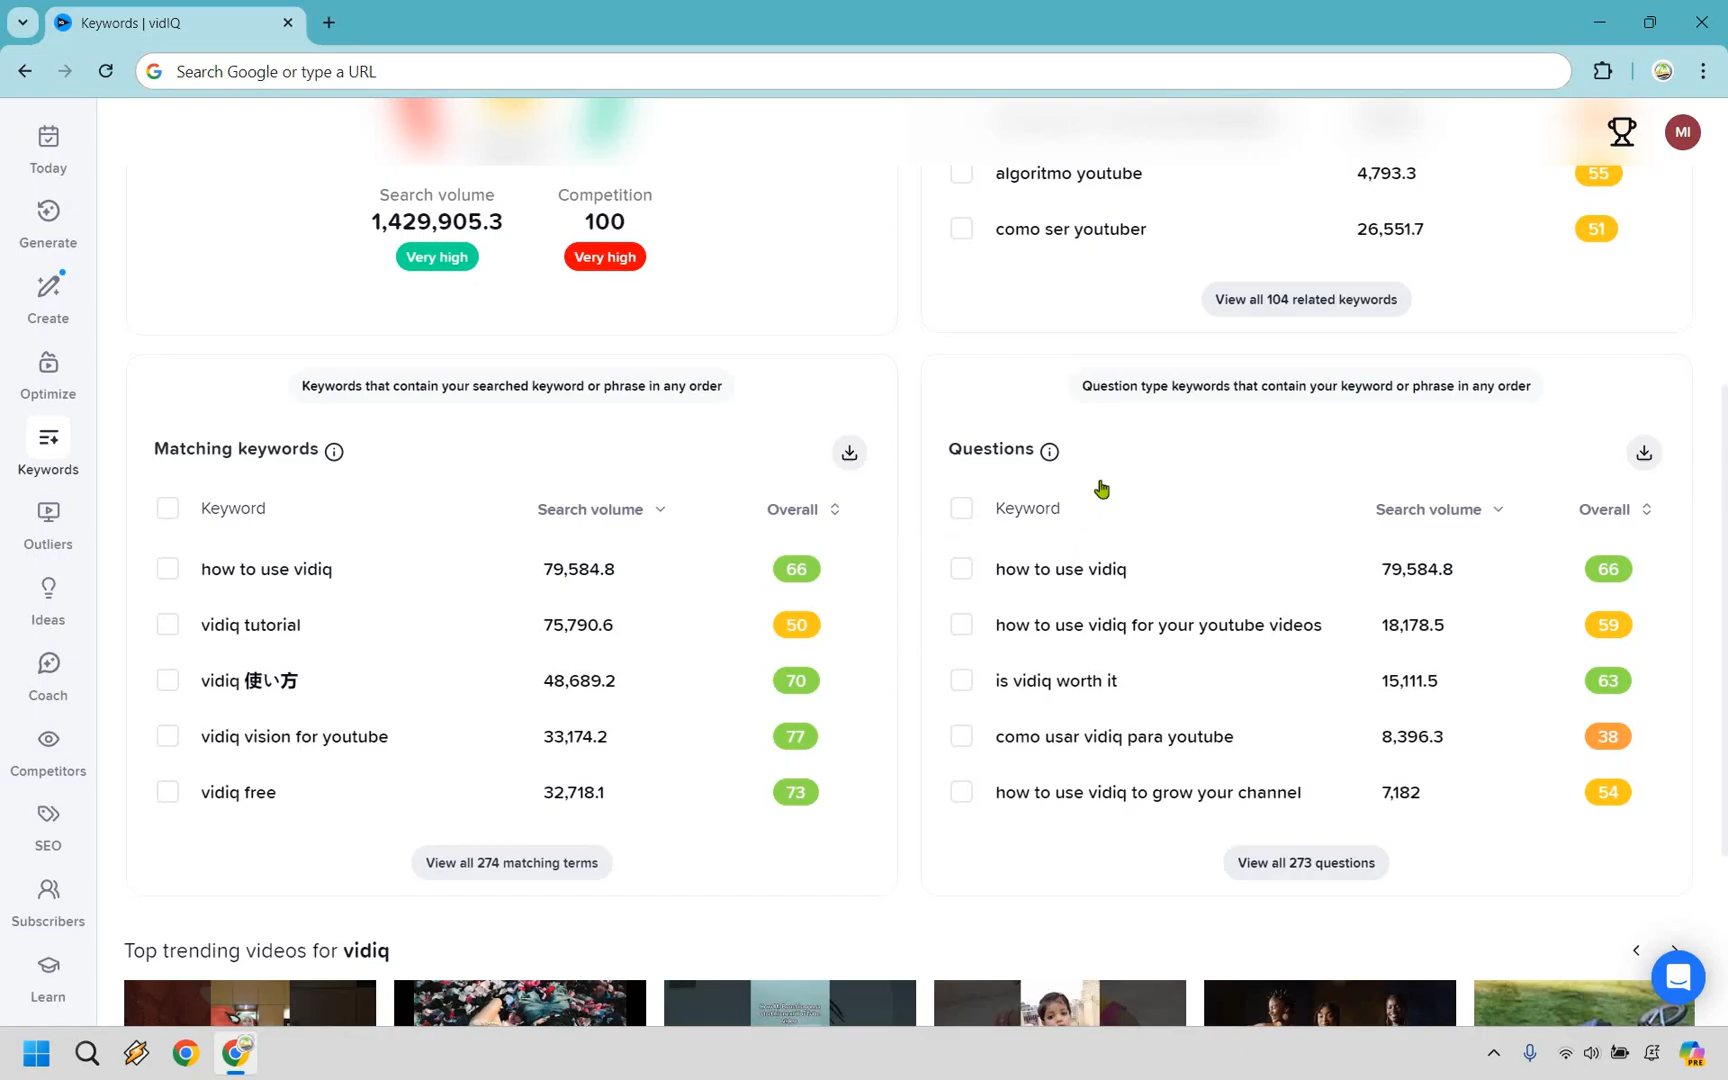 Keywords | vidIQ
Search Google or type a URL
Today
Generate
Create
Optimize
Keywords
Outliers
Ideas
Coach
Competitors
SEO
Subscribers
Learn
MI
Search volume
1,429,905.3
Very high
Competition
100
Very high
algoritmo youtube 4,793.3 55
como ser youtuber 26,551.7 51
View all 104 related keywords
Keywords that contain your searched keyword or phrase in any order
Matching keywords
Keyword Search volume Overall
how to use vidiq 79,584.8 66
vidiq tutorial 75,790.6 50
vidiq 使い方 48,689.2 70
vidiq vision for youtube 33,174.2 77
vidiq free 32,718.1 73
View all 274 matching terms
Question type keywords that contain your keyword or phrase in any order
Questions
Keyword Search volume Overall
how to use vidiq 79,584.8 66
how to use vidiq for your youtube videos 18,178.5 59
is vidiq worth it 15,111.5 63
como usar vidiq para youtube 8,396.3 38
how to use vidiq to grow your channel 7,182 54
View all 273 questions
Top trending videos for vidiq
PRE